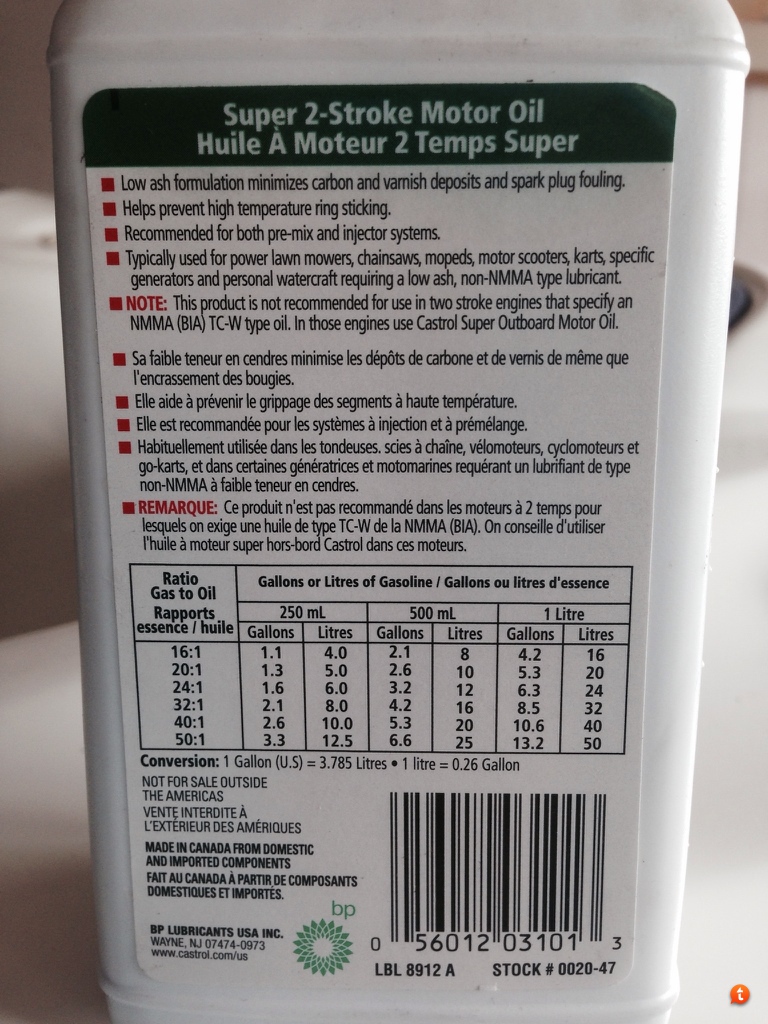 Super 2-Stroke Motor Oil
Huile À Moteur 2 Temps Super
Low ash formulation minimizes carbon and varnish deposits and spark plug fouling.
Helps prevent high temperature ring sticking.
Recommended for both pre-mix and injector systems.
Typically used for power lawn mowers, chainsaws, mopeds, motor scooters, karts, specific
generators and personal watercraft requiring a low ash, non-NMMA type lubricant.
NOTE: This product is not recommended for use in two stroke engines that specify an
NMMA (BIA) TC-W type oil. In those engines use Castrol Super Outboard Motor Oil.
Sa faible teneur en cendres minimise les dépôts de carbone et de vernis de même que
l'encrassement des bougies.
Elle aide à prévenir le grippage des segments à haute température.
Elle est recommandée pour les systèmes à injection et à prémélange.
Habituellement utilisée dans les tondeuses. scies à chaîne, vélomoteurs, cyclomoteurs et
go-karts, et dans certaines génératrices et motomarines requérant un lubrifiant de type
non-NMMA à faible teneur en cendres.
REMARQUE: Ce produit n'est pas recommandé dans les moteurs à 2 temps pour
lesquels on exige une huile de type TC-W de la NMMA (BIA). On conseille d'utiliser
l'huile à moteur super hors-bord Castrol dans ces moteurs.
Ratio
Gas to Oil
Rapports
essence / huile
Gallons or Litres of Gasoline / Gallons ou litres d'essence
250 mL 500 mL 1 Litre
Gallons Litres Gallons Litres Gallons Litres
16:1 1.1 4.0 2.1 8 4.2 16
20:1 1.3 5.0 2.6 10 5.3 20
24:1 1.6 6.0 3.2 12 6.3 24
32:1 2.1 8.0 4.2 16 8.5 32
40:1 2.6 10.0 5.3 20 10.6 40
50:1 3.3 12.5 6.6 25 13.2 50
Conversion: 1 Gallon (U.S) = 3.785 Litres • 1 litre = 0.26 Gallon
NOT FOR SALE OUTSIDE
THE AMERICAS
VENTE INTERDITE À
L'EXTÉRIEUR DES AMÉRIQUES
MADE IN CANADA FROM DOMESTIC
AND IMPORTED COMPONENTS
FAIT AU CANADA À PARTIR DE COMPOSANTS
DOMESTIQUES ET IMPORTÉS.
bp
BP LUBRICANTS USA INC.
WAYNE, NJ 07474-0973
www.castrol.com/us
0 56012 03101 3
LBL 8912 A STOCK # 0020-47
t